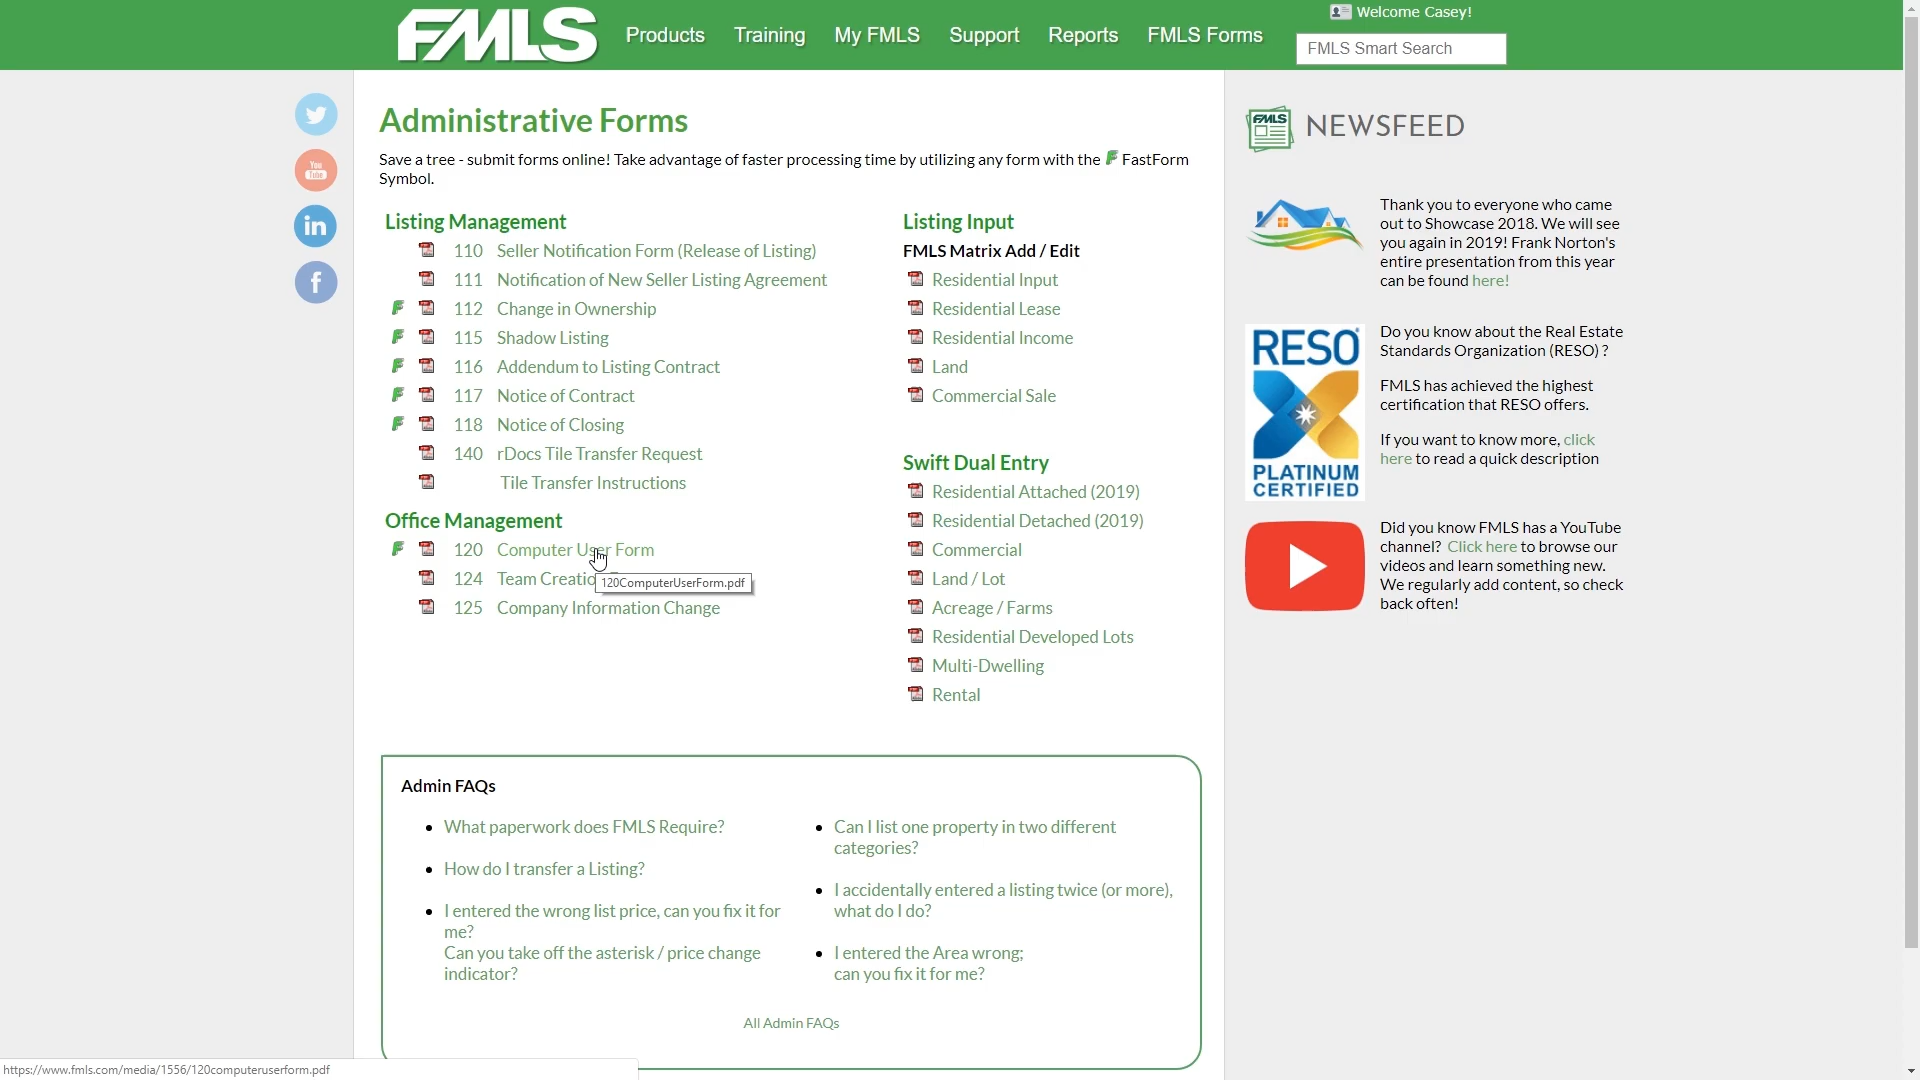 FMLS
Products
Training
My FMLS
Support
Reports
FMLS Forms
Welcome Casey!
FMLS Smart Search
Administrative Forms
Save a tree - submit forms online! Take advantage of faster processing time by utilizing any form with the F FastForm
Symbol.
Listing Management
110 Seller Notification Form (Release of Listing)
111 Notification of New Seller Listing Agreement
F 112 Change in Ownership
F 115 Shadow Listing
F 116 Addendum to Listing Contract
F 117 Notice of Contract
F 118 Notice of Closing
140 rDocs Tile Transfer Request
Tile Transfer Instructions
Office Management
F 120 Computer User Form
124 Team Creatio
120ComputerUserForm.pdf
125 Company Information Change
Listing Input
FMLS Matrix Add / Edit
Residential Input
Residential Lease
Residential Income
Land
Commercial Sale
Swift Dual Entry
Residential Attached (2019)
Residential Detached (2019)
Commercial
Land / Lot
Acreage / Farms
Residential Developed Lots
Multi-Dwelling
Rental
Admin FAQs
What paperwork does FMLS Require?
How do I transfer a Listing?
I entered the wrong list price, can you fix it for
me?
Can you take off the asterisk / price change
indicator?
Can I list one property in two different
categories?
I accidentally entered a listing twice (or more),
what do I do?
I entered the Area wrong;
can you fix it for me?
All Admin FAQs
FMLS
NEWSFEED
Thank you to everyone who came
out to Showcase 2018. We will see
you again in 2019! Frank Norton's
entire presentation from this year
can be found here!
RESO
PLATINUM
CERTIFIED
Do you know about the Real Estate
Standards Organization (RESO) ?
FMLS has achieved the highest
certification that RESO offers.
If you want to know more, click
here to read a quick description
Did you know FMLS has a YouTube
channel? Click here to browse our
videos and learn something new.
We regularly add content, so check
back often!
You
Tube
in
f
https://www.fmls.com/media/1556/120computeruserform.pdf